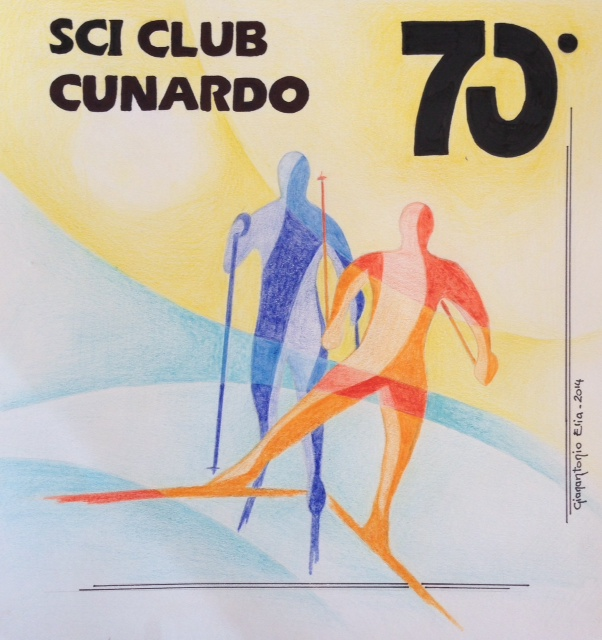 SCI CLUB
CUNARDO
70°
Gianantonio Elia - 2014